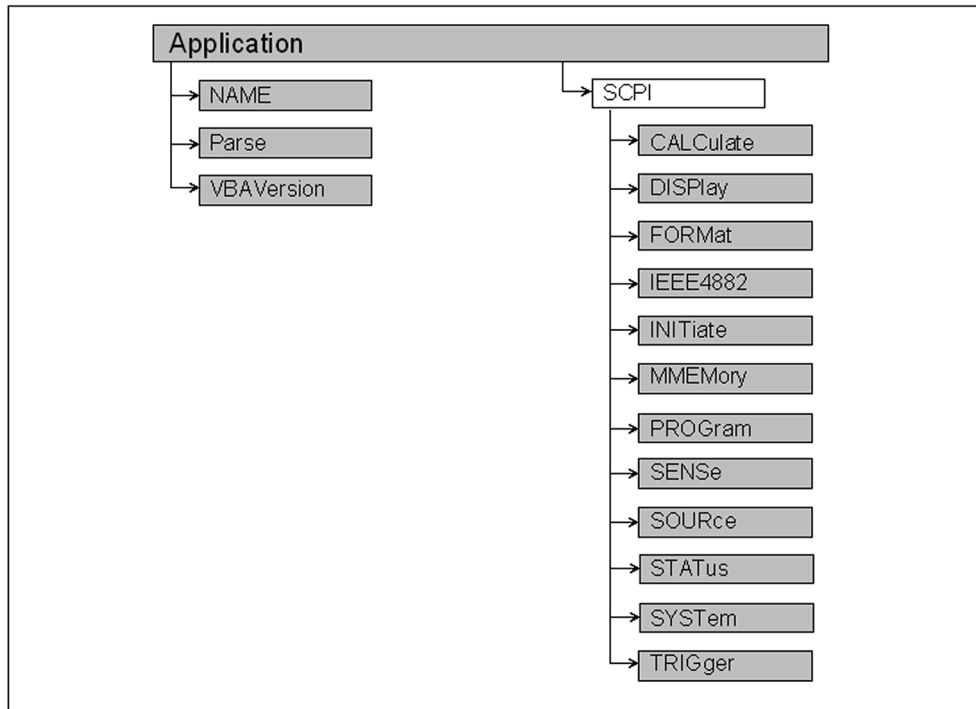 Application
NAME
Parse
VBAVersion
SCPI
CALCulate
DISPlay
FORMat
IEEE4882
INITiate
MMEMory
PROGram
SENSe
SOURce
STATus
SYSTem
TRIGger